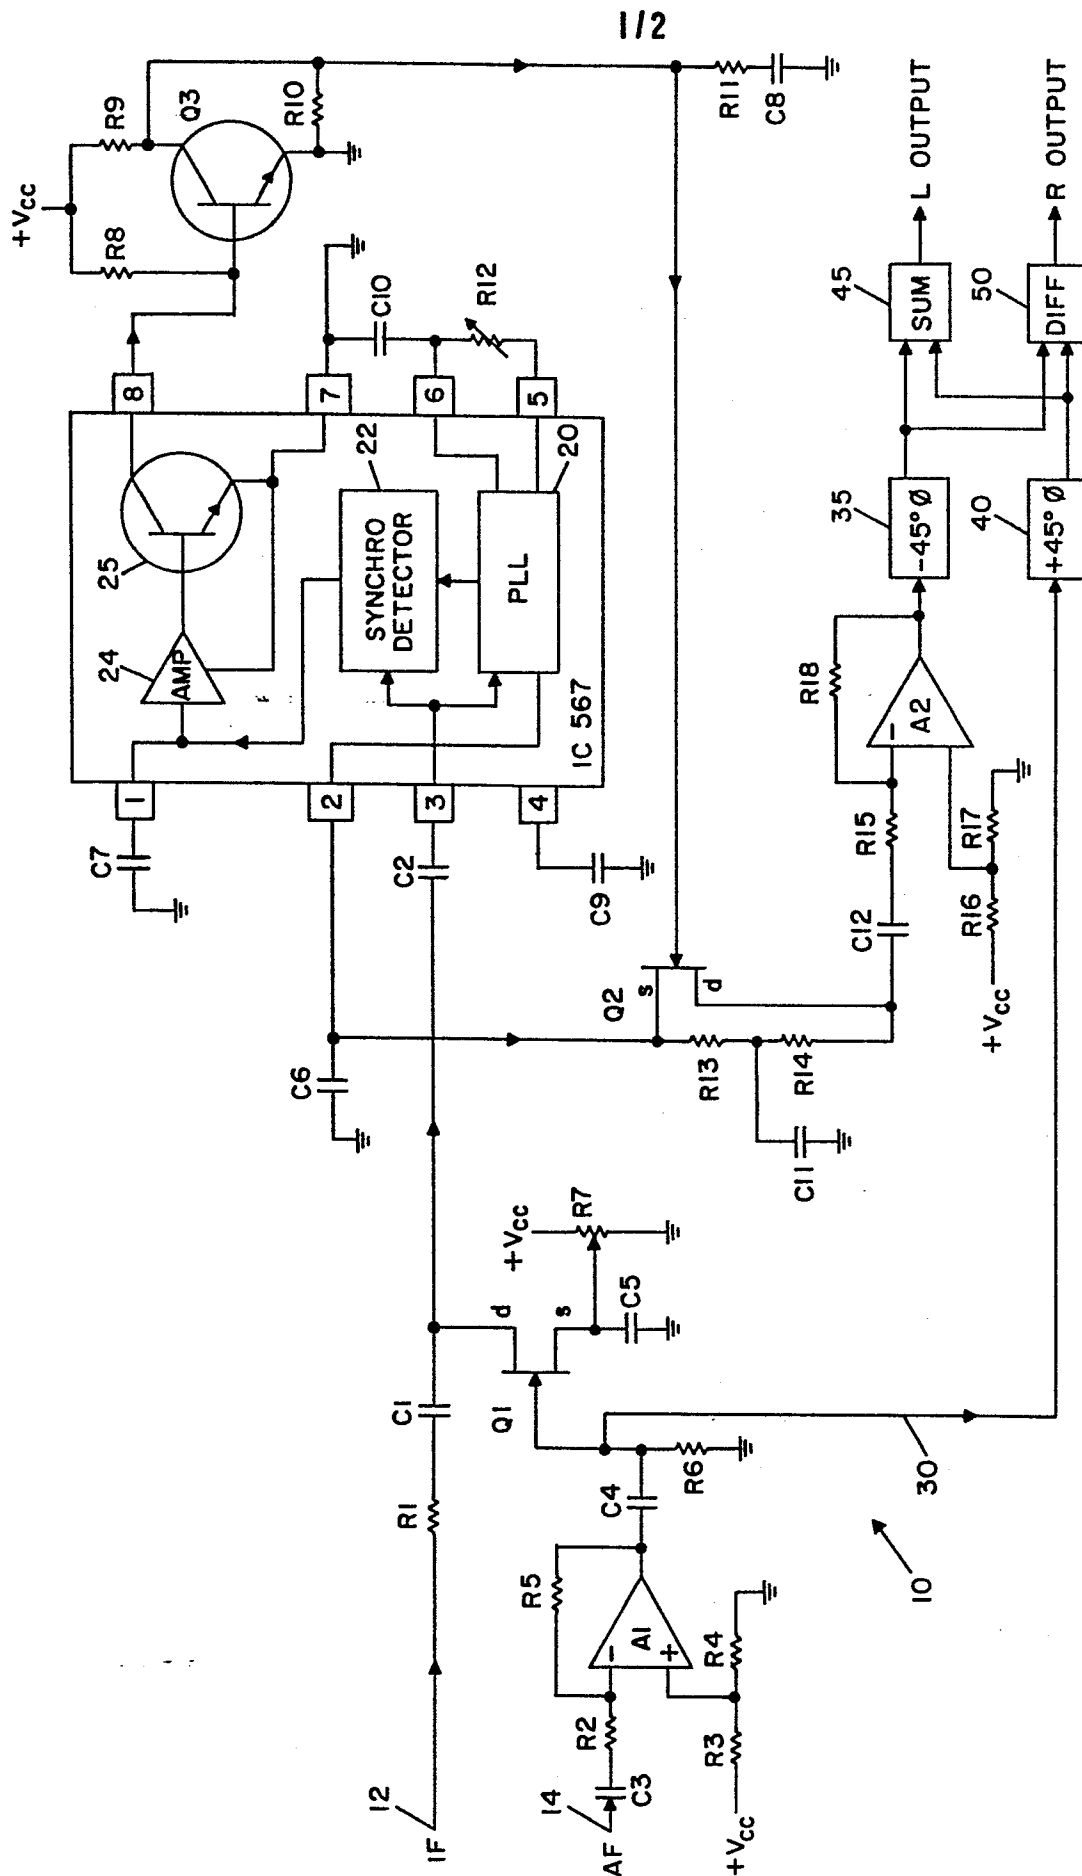 1/2
+Vcc
R8
R9
Q3
R10
R11
C8
8
7
6
5
C10
R12
25
24
AMP
22
SYNCHRO
DETECTOR
20
PLL
IC 567
1
2
3
4
C7
C2
C9
C6
Q2
s
d
R13
R14
C11
C12
R15
R18
A2
−
R16
R17
+Vcc
35
−45°Ø
40
+45°Ø
45
SUM
50
DIFF
L OUTPUT
R OUTPUT
12
IF
R1
C1
Q1
d
s
+Vcc
R7
C5
14
AF
C3
R2
R5
A1
−
+
R3
R4
+Vcc
C4
R6
30
10